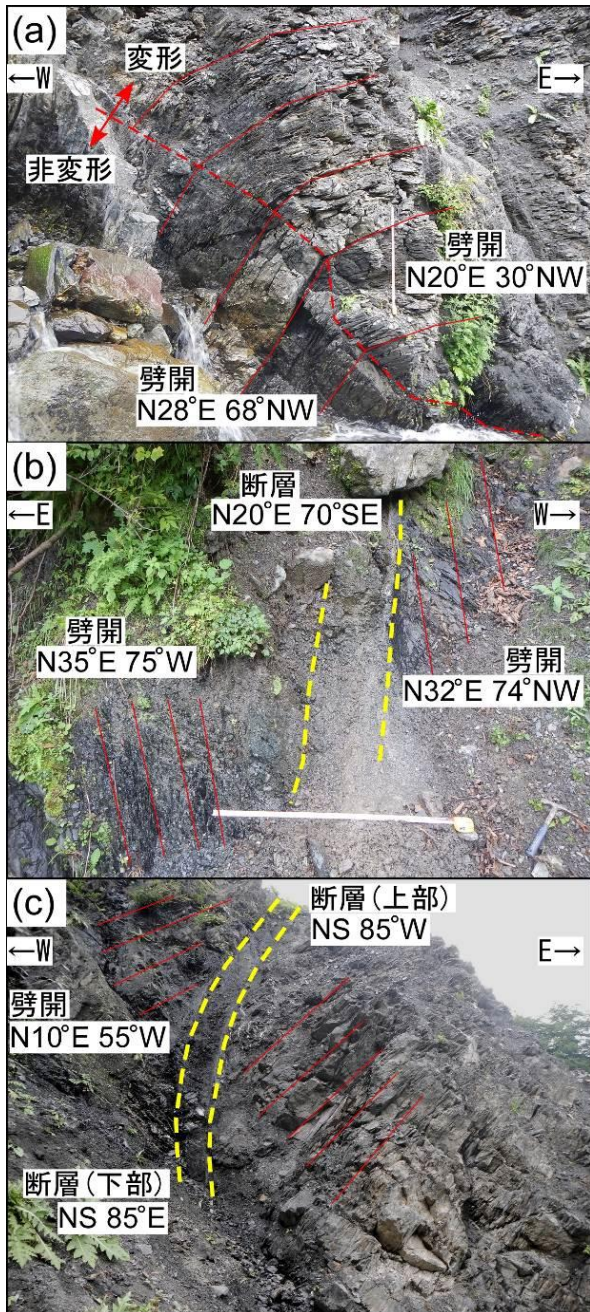 (a)
←W
変形
非変形
E→
劈開
N20°E 30°NW
劈開
N28°E 68°NW
(b)
←E
断層
N20°E 70°SE
W→
劈開
N35°E 75°W
劈開
N32°E 74°NW
(c)
←W
断層(上部)
NS 85°W
E→
劈開
N10°E 55°W
断層(下部)
NS 85°E